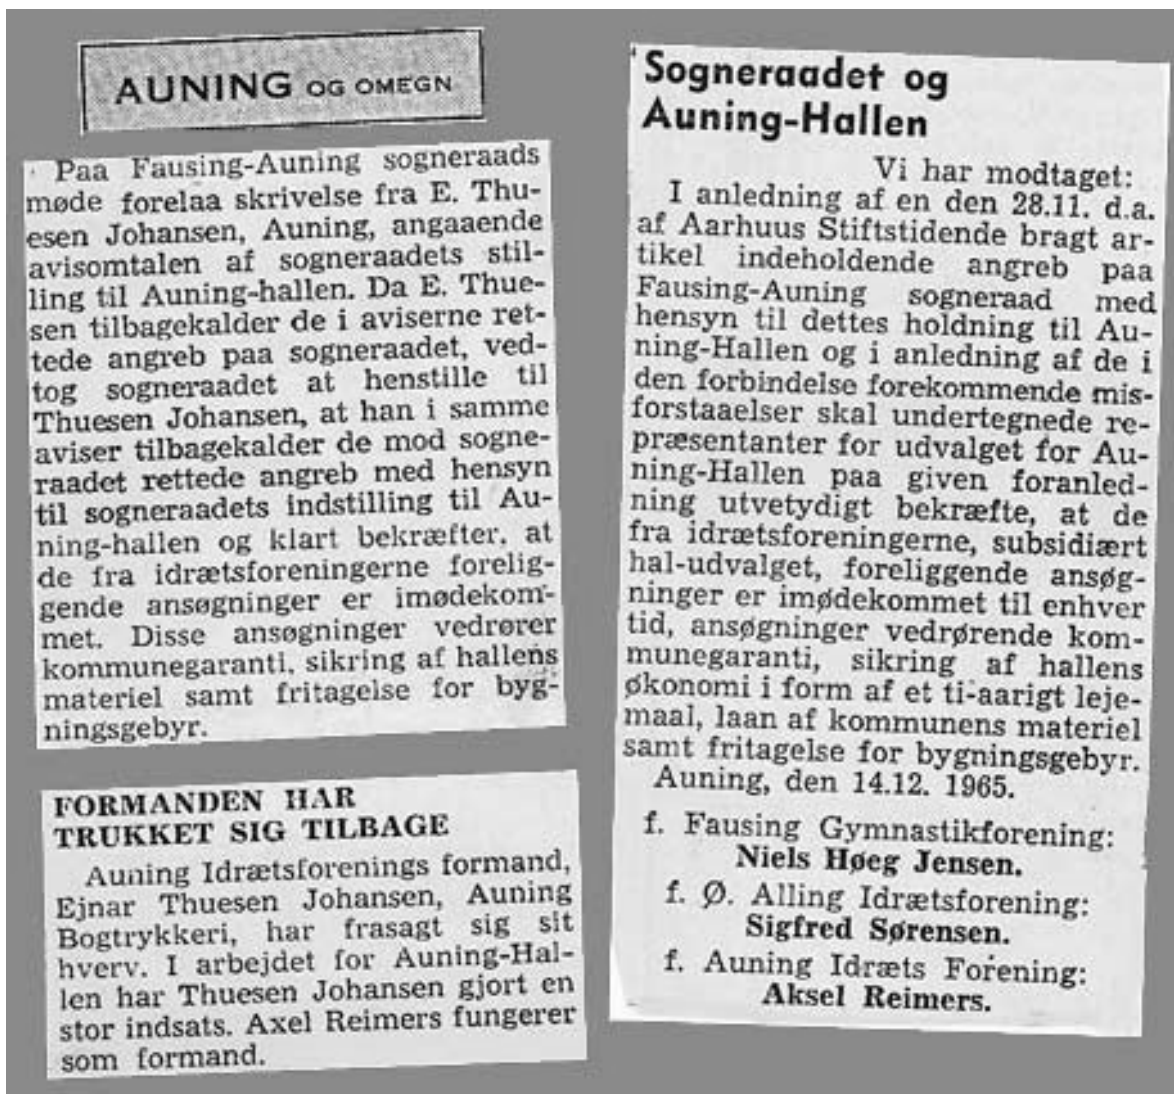 AUNING OG OMEGN
Paa Fausing-Auning sogneraads
møde forelaa skrivelse fra E. Thu-
esen Johansen, Auning, angaaende
avisomtalen af sogneraadets stil-
ling til Auning-hallen. Da E. Thue-
sen tilbagekalder de i aviserne ret-
tede angreb paa sogneraadet, ved-
tog sogneraadet at henstille til
Thuesen Johansen, at han i samme
aviser tilbagekalder de mod sogne-
raadet rettede angreb med hensyn
til sogneraadets indstilling til Au-
ning-hallen og klart bekræfter, at
de fra idrætsforeningerne forelig-
gende ansøgninger er imødekom-
met. Disse ansøgninger vedrører
kommunegaranti, sikring af hallens
materiel samt fritagelse for byg-
ningsgebyr.
FORMANDEN HAR
TRUKKET SIG TILBAGE
Auning Idrætsforenings formand,
Ejnar Thuesen Johansen, Auning
Bogtrykkeri, har frasagt sig sit
hverv. I arbejdet for Auning-Hal-
len har Thuesen Johansen gjort en
stor indsats. Axel Reimers fungerer
som formand.
Sogneraadet og
Auning-Hallen
Vi har modtaget:
I anledning af en den 28.11. d.a.
af Aarhuus Stiftstidende bragt ar-
tikel indeholdende angreb paa
Fausing-Auning sogneraad med
hensyn til dettes holdning til Au-
ning-Hallen og i anledning af de i
den forbindelse forekommende mis-
forstaaelser skal undertegnede re-
præsentanter for udvalget for Au-
ning-Hallen paa given foranled-
ning utvetydigt bekræfte, at de
fra idrætsforeningerne, subsidiært
hal-udvalget, foreliggende ansøg-
ninger er imødekommet til enhver
tid, ansøgninger vedrørende kom-
munegaranti, sikring af hallens
økonomi i form af et ti-aarigt leje-
maal, laan af kommunens materiel
samt fritagelse for bygningsgebyr.
Auning, den 14.12. 1965.
f. Fausing Gymnastikforening:
Niels Høeg Jensen.
f. Ø. Alling Idrætsforening:
Sigfred Sørensen.
f. Auning Idræts Forening:
Aksel Reimers.